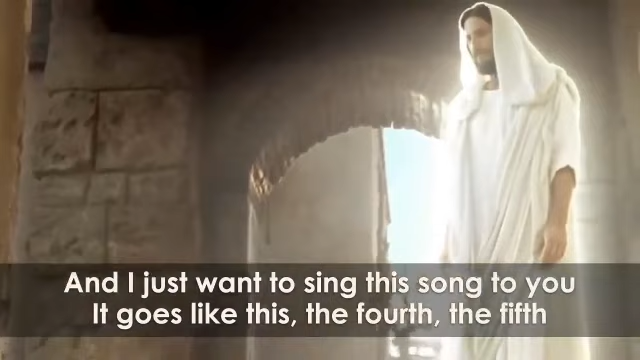 And I just want to sing this song to you
It goes like this, the fourth, the fifth